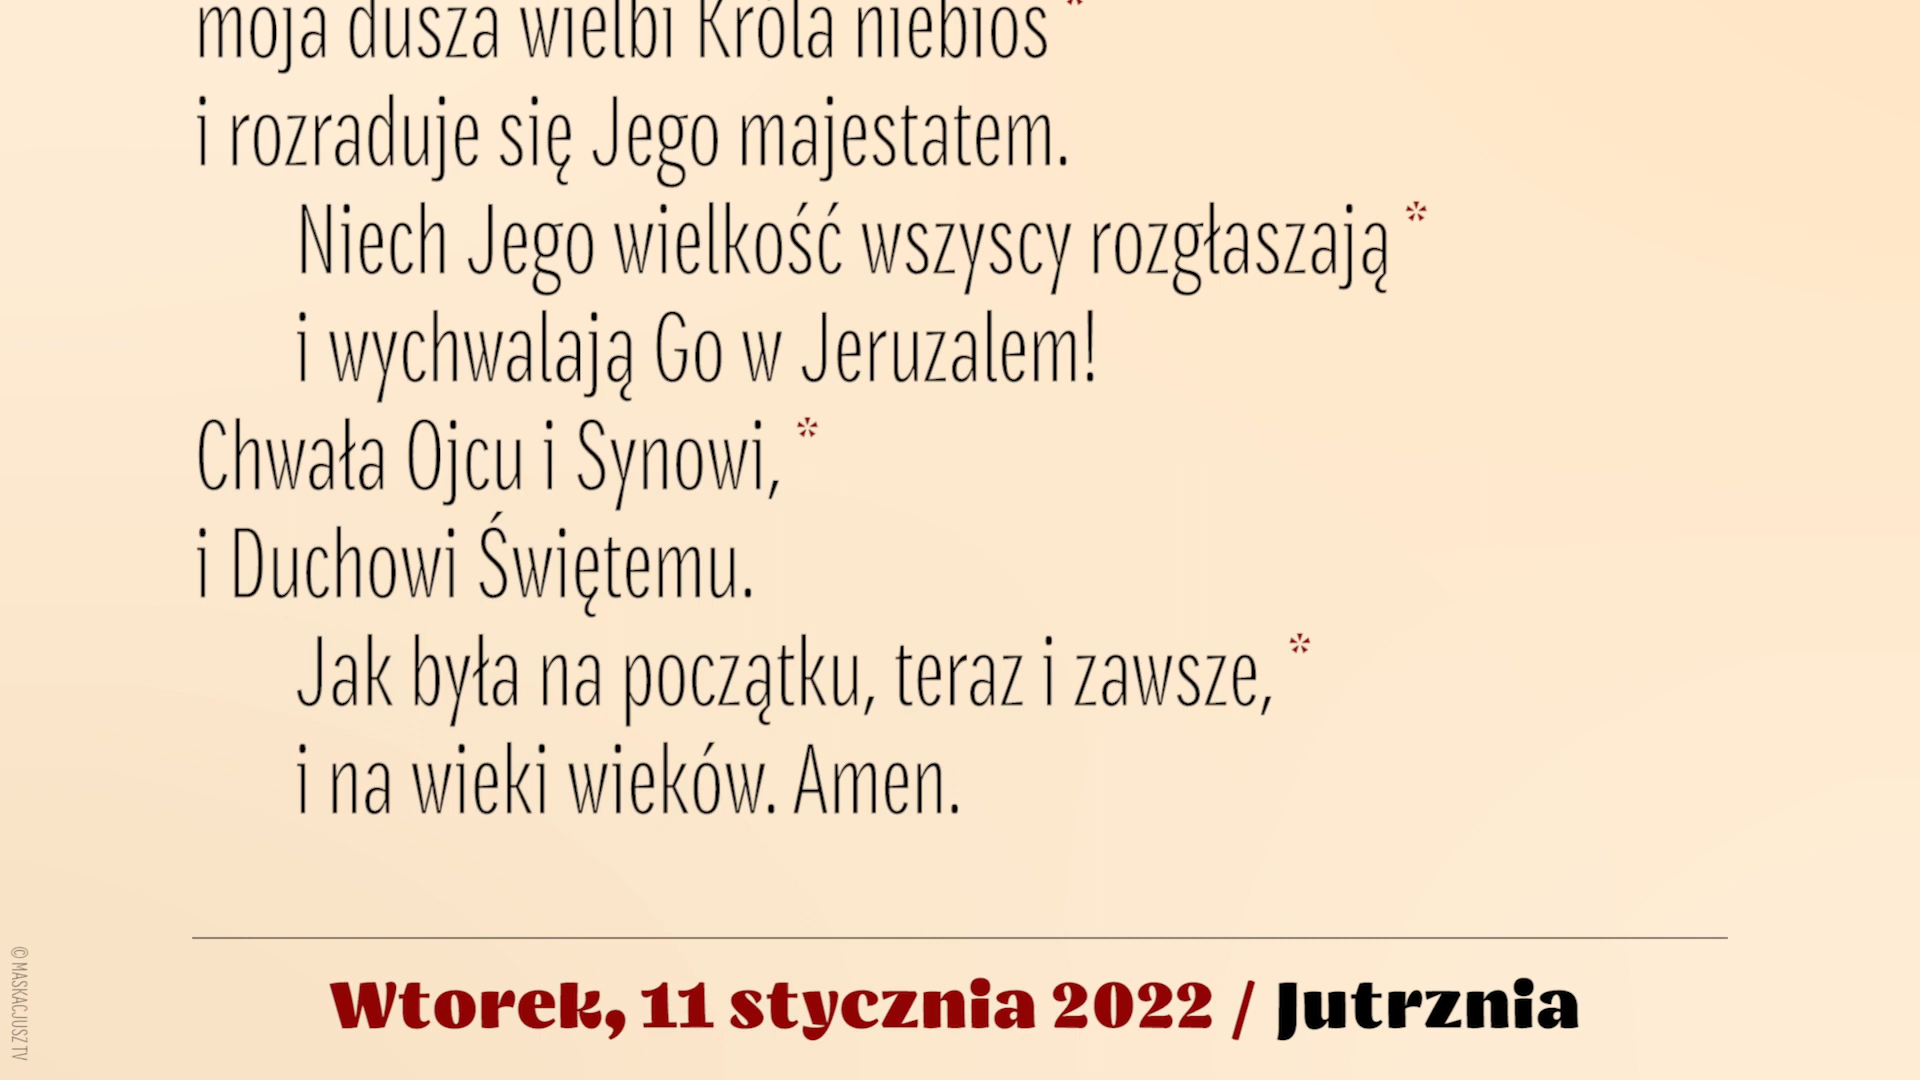 moja dusza wielbi Króla niebios *
i rozraduje się Jego majestatem.
Niech Jego wielkość wszyscy rozgłaszają *
i wychwalają Go w Jeruzalem!
Chwała Ojcu i Synowi, *
i Duchowi Świętemu.
Jak była na początku, teraz i zawsze, *
i na wieki wieków. Amen.
Wtorek, 11 stycznia 2022 / Jutrznia
© MASKACJUSZ TV